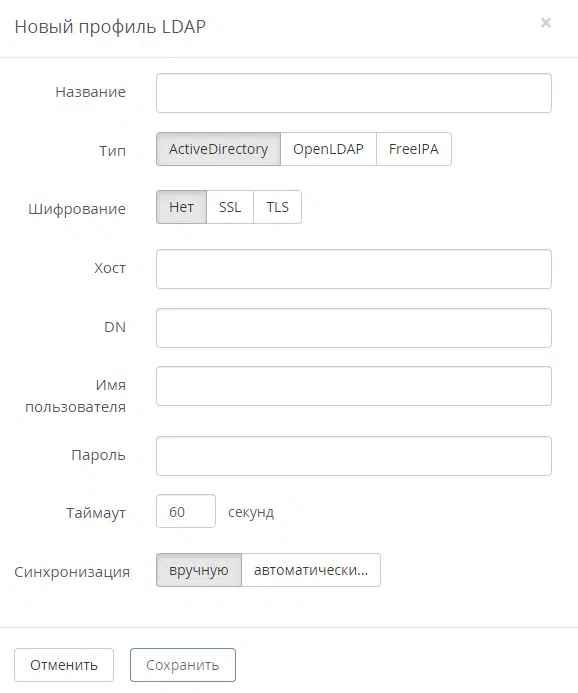 Новый профиль LDAP ×
Название
Тип ActiveDirectory OpenLDAP FreeIPA
Шифрование Нет SSL TLS
Хост
DN
Имя
пользователя
Пароль
Таймаут 60 секунд
Синхронизация вручную автоматически...
Отменить Сохранить